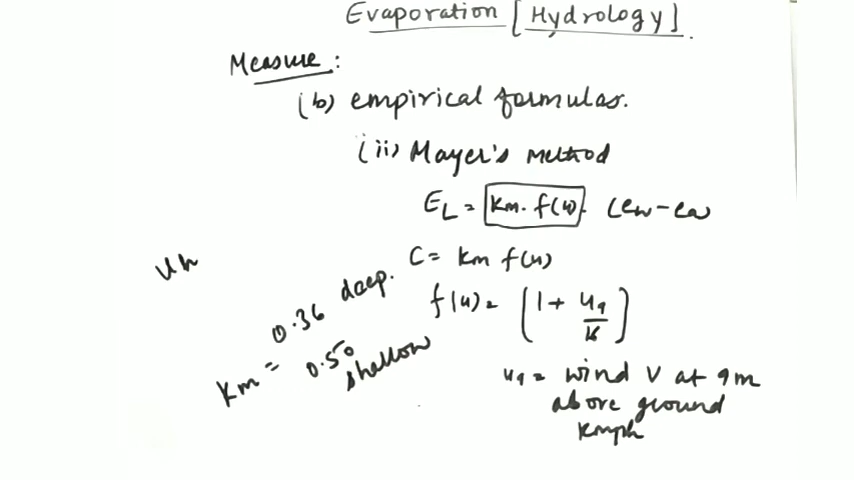 Evaporation [Hydrology].
Measure :
(b) empirical formulas.
(ii) Mayer's method
EL = Km. f(u). (ew-ea)
C = Km f(u)
f(u) = (1 + u9/16)
u9 = wind V at 9m
above ground
kmph
Uh
Km = 0.36 deep.
0.50 shallow